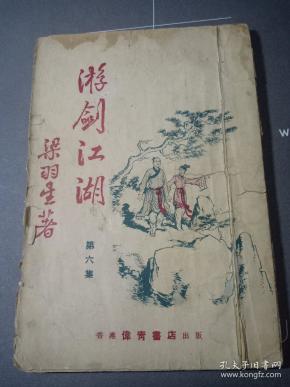 游劍江湖
梁羽生著
第六集
香港偉青書店出版
孔夫子旧书网